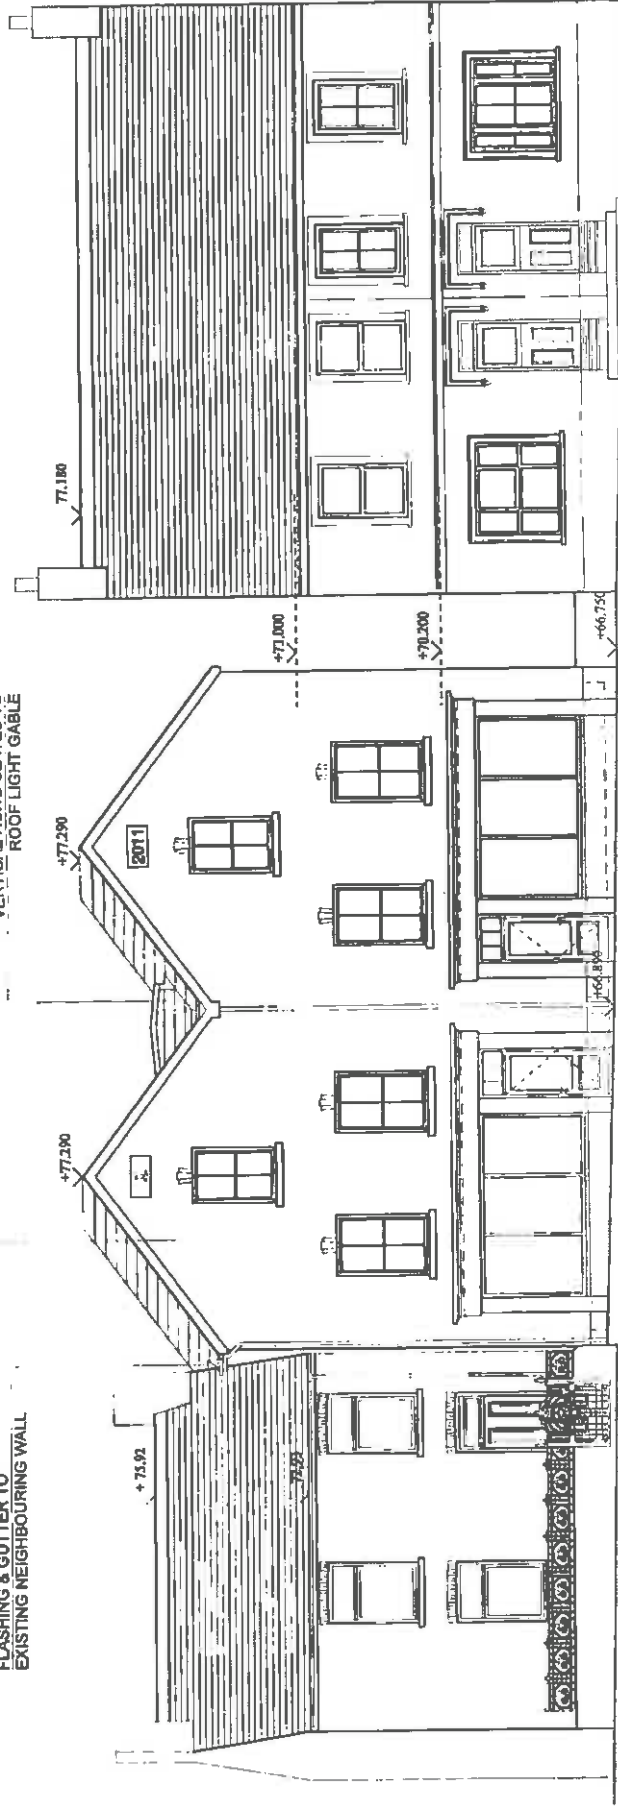 FLASHING & GUTTER TO
EXISTING NEIGHBOURING WALL
ROOF LIGHT GABLE
+ 75.92
+77.290
+77.290
2011
77.180
+73.000
+70.200
+66.750